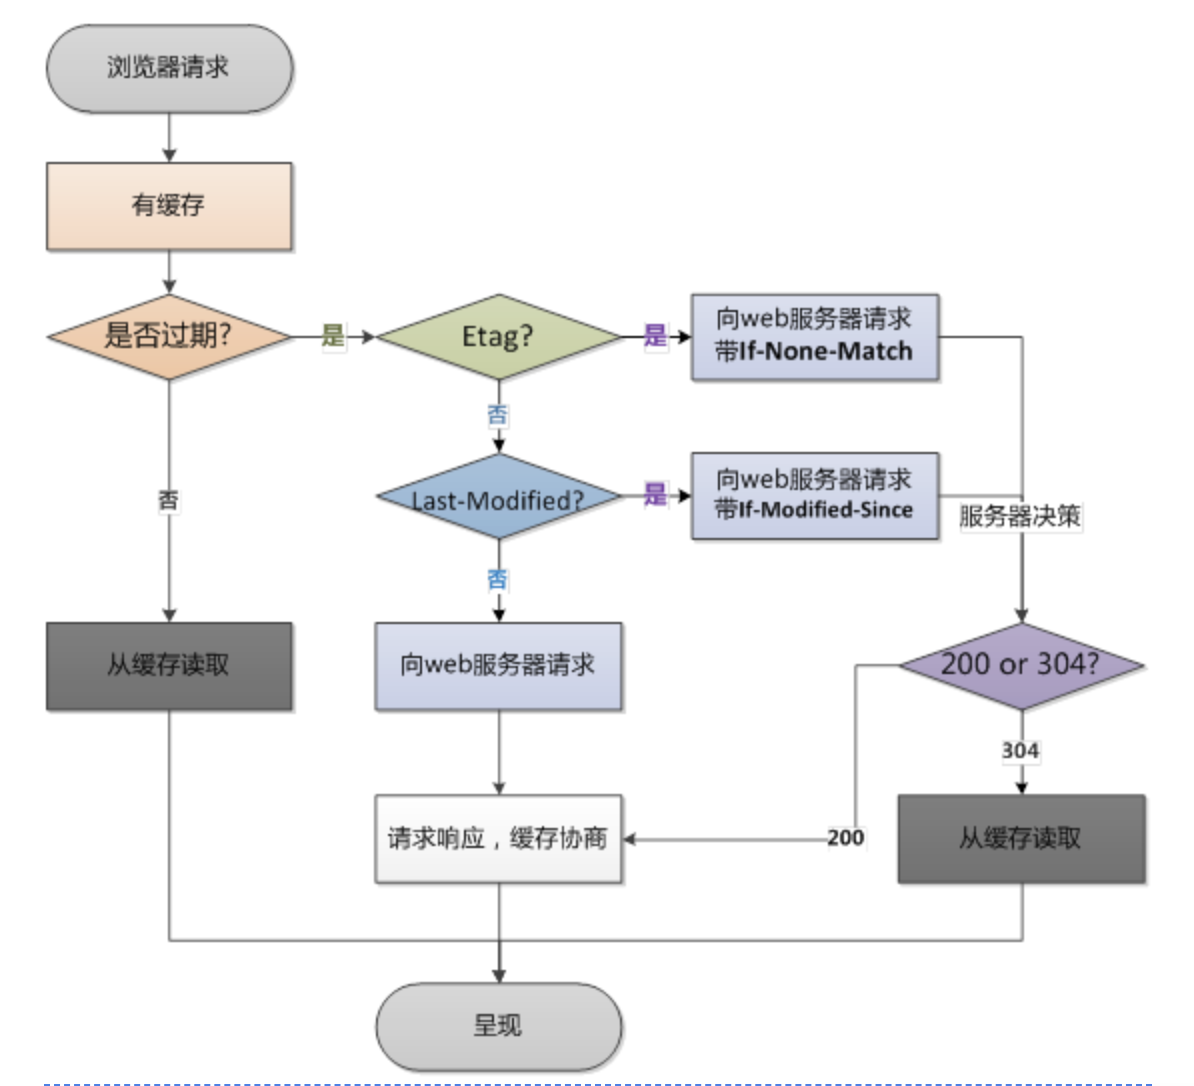 浏览器请求
有缓存
是否过期?
是
Etag?
是
向web服务器请求
带If-None-Match
否
Last-Modified?
是
向web服务器请求
带If-Modified-Since
否
服务器决策
否
从缓存读取
向web服务器请求
200 or 304?
304
请求响应，缓存协商
200
从缓存读取
呈现